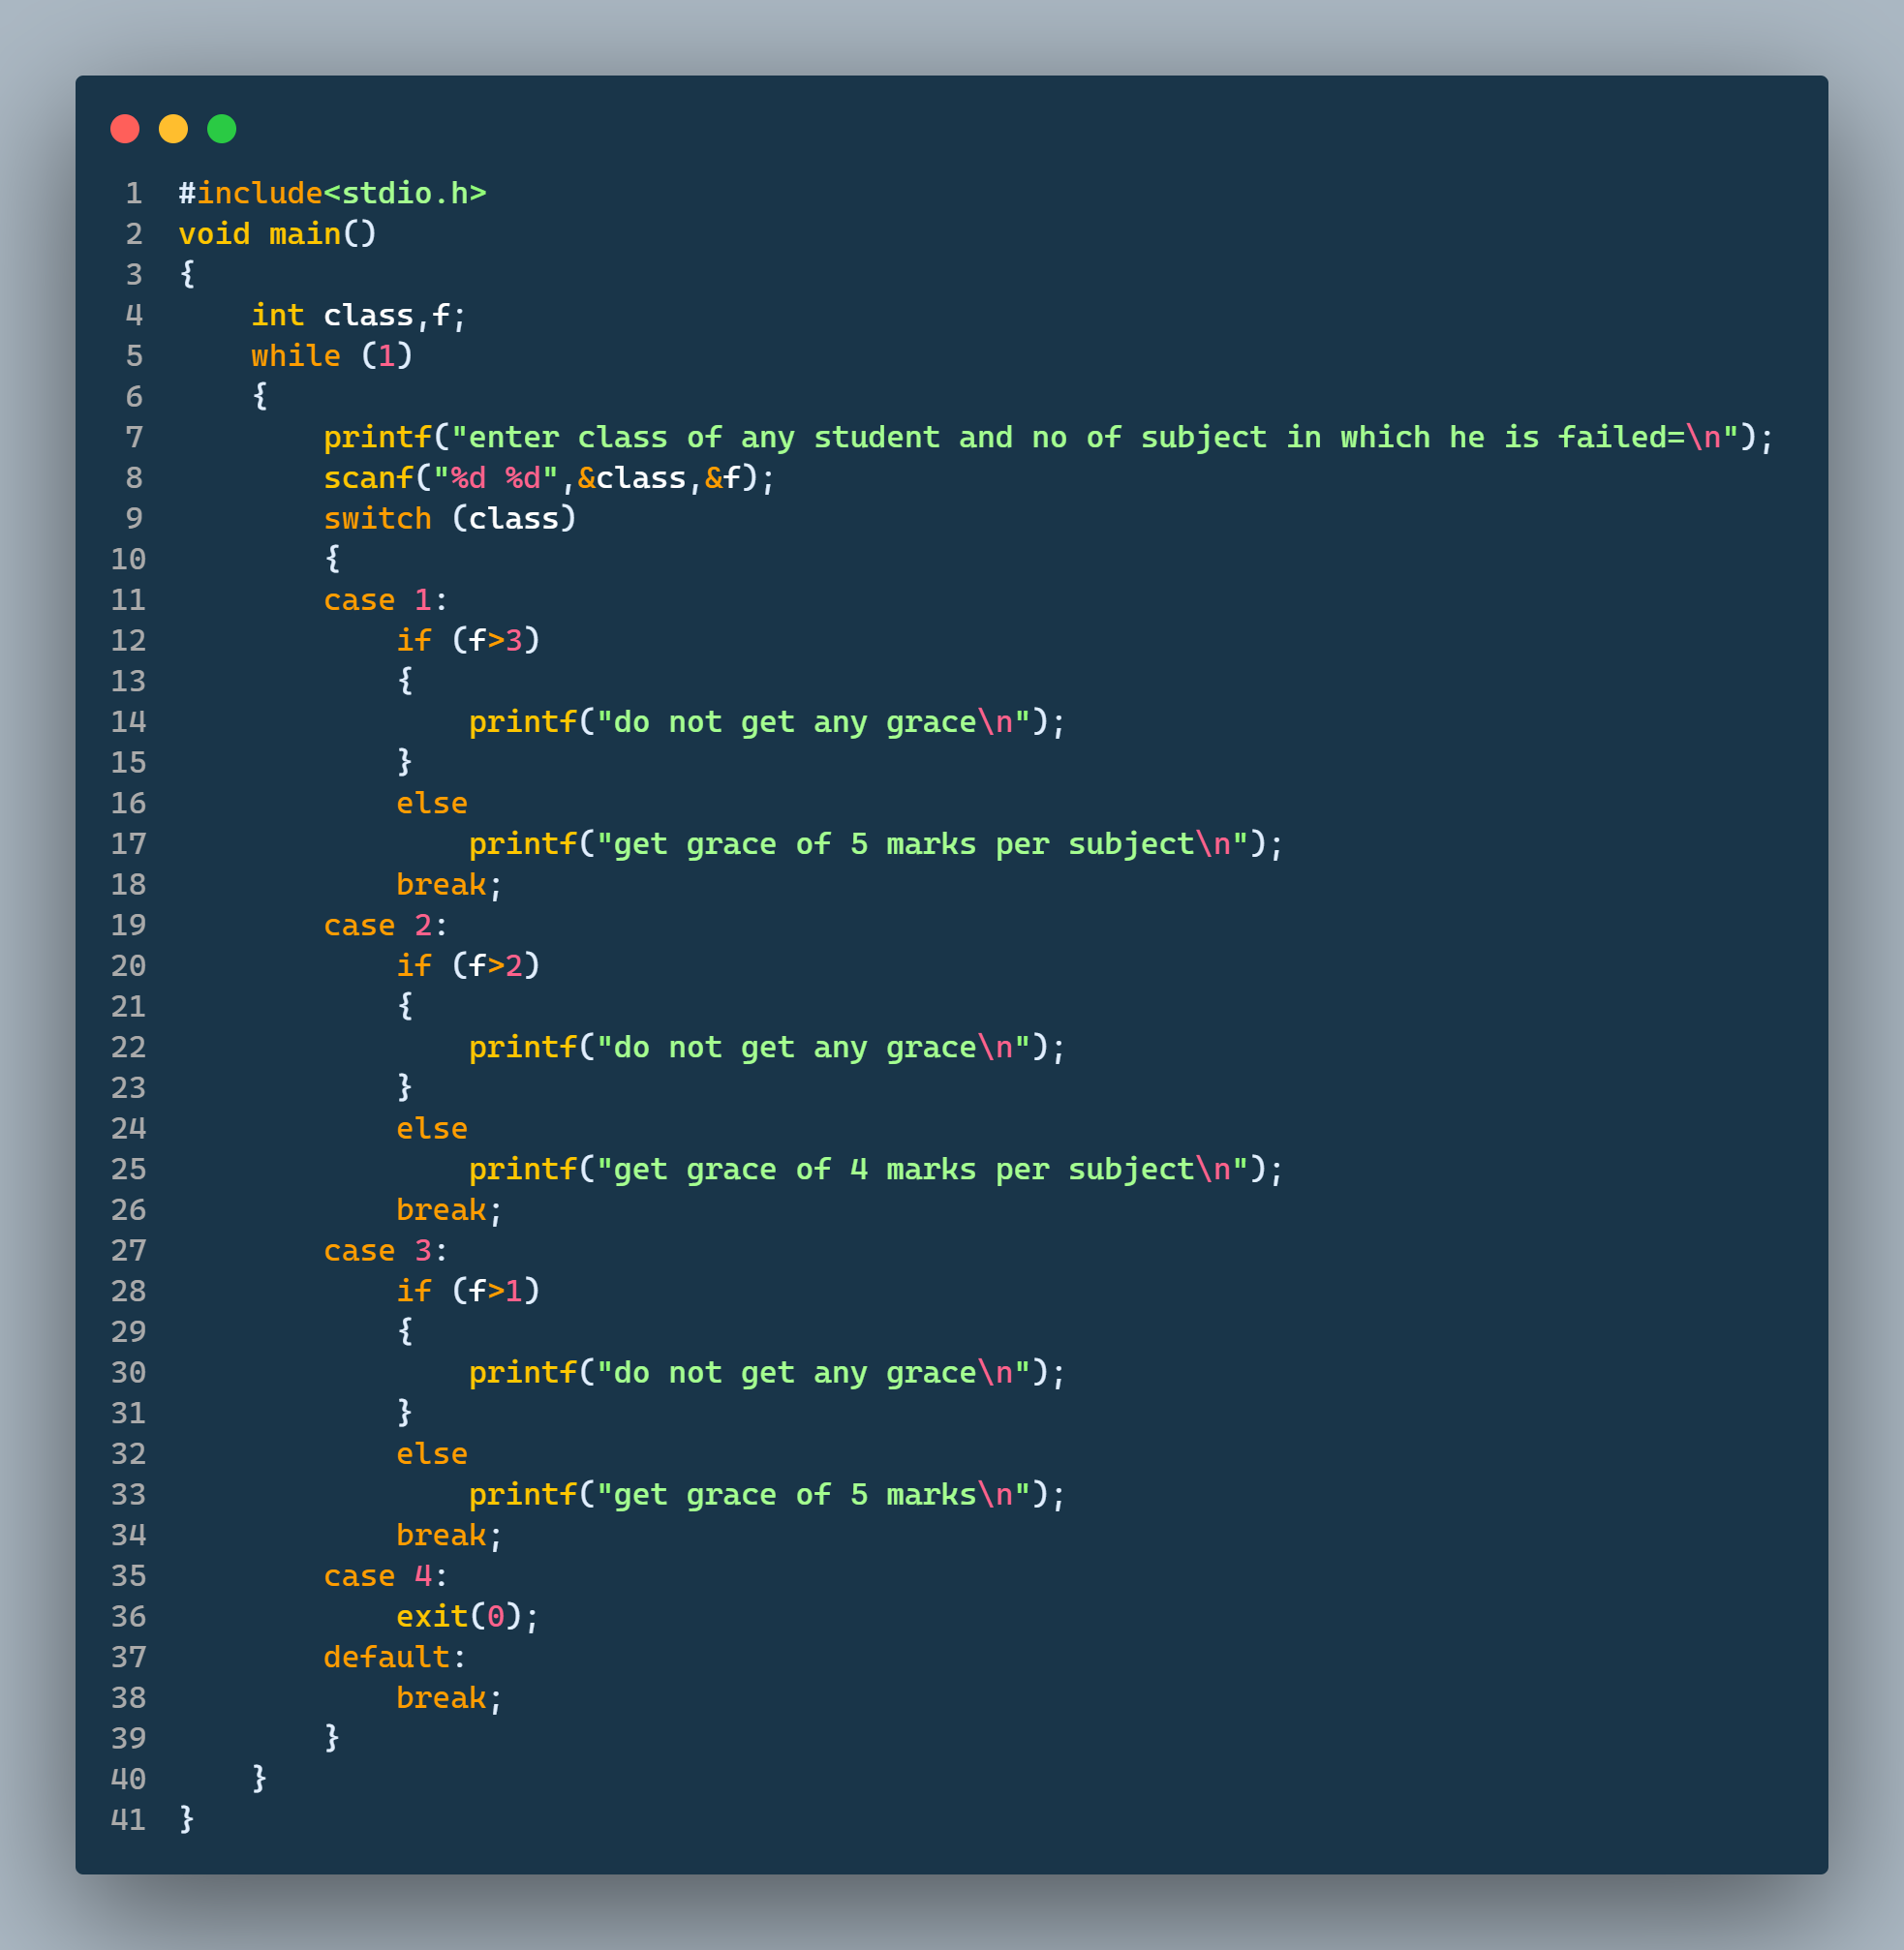 1 #include<stdio.h>
2 void main()
3 {
4     int class,f;
5     while (1)
6     {
7         printf("enter class of any student and no of subject in which he is failed=\n");
8         scanf("%d %d",&class,&f);
9         switch (class)
10         {
11         case 1:
12             if (f>3)
13             {
14                 printf("do not get any grace\n");
15             }
16             else
17                 printf("get grace of 5 marks per subject\n");
18             break;
19         case 2:
20             if (f>2)
21             {
22                 printf("do not get any grace\n");
23             }
24             else
25                 printf("get grace of 4 marks per subject\n");
26             break;
27         case 3:
28             if (f>1)
29             {
30                 printf("do not get any grace\n");
31             }
32             else
33                 printf("get grace of 5 marks\n");
34             break;
35         case 4:
36             exit(0);
37         default:
38             break;
39         }
40     }
41 }